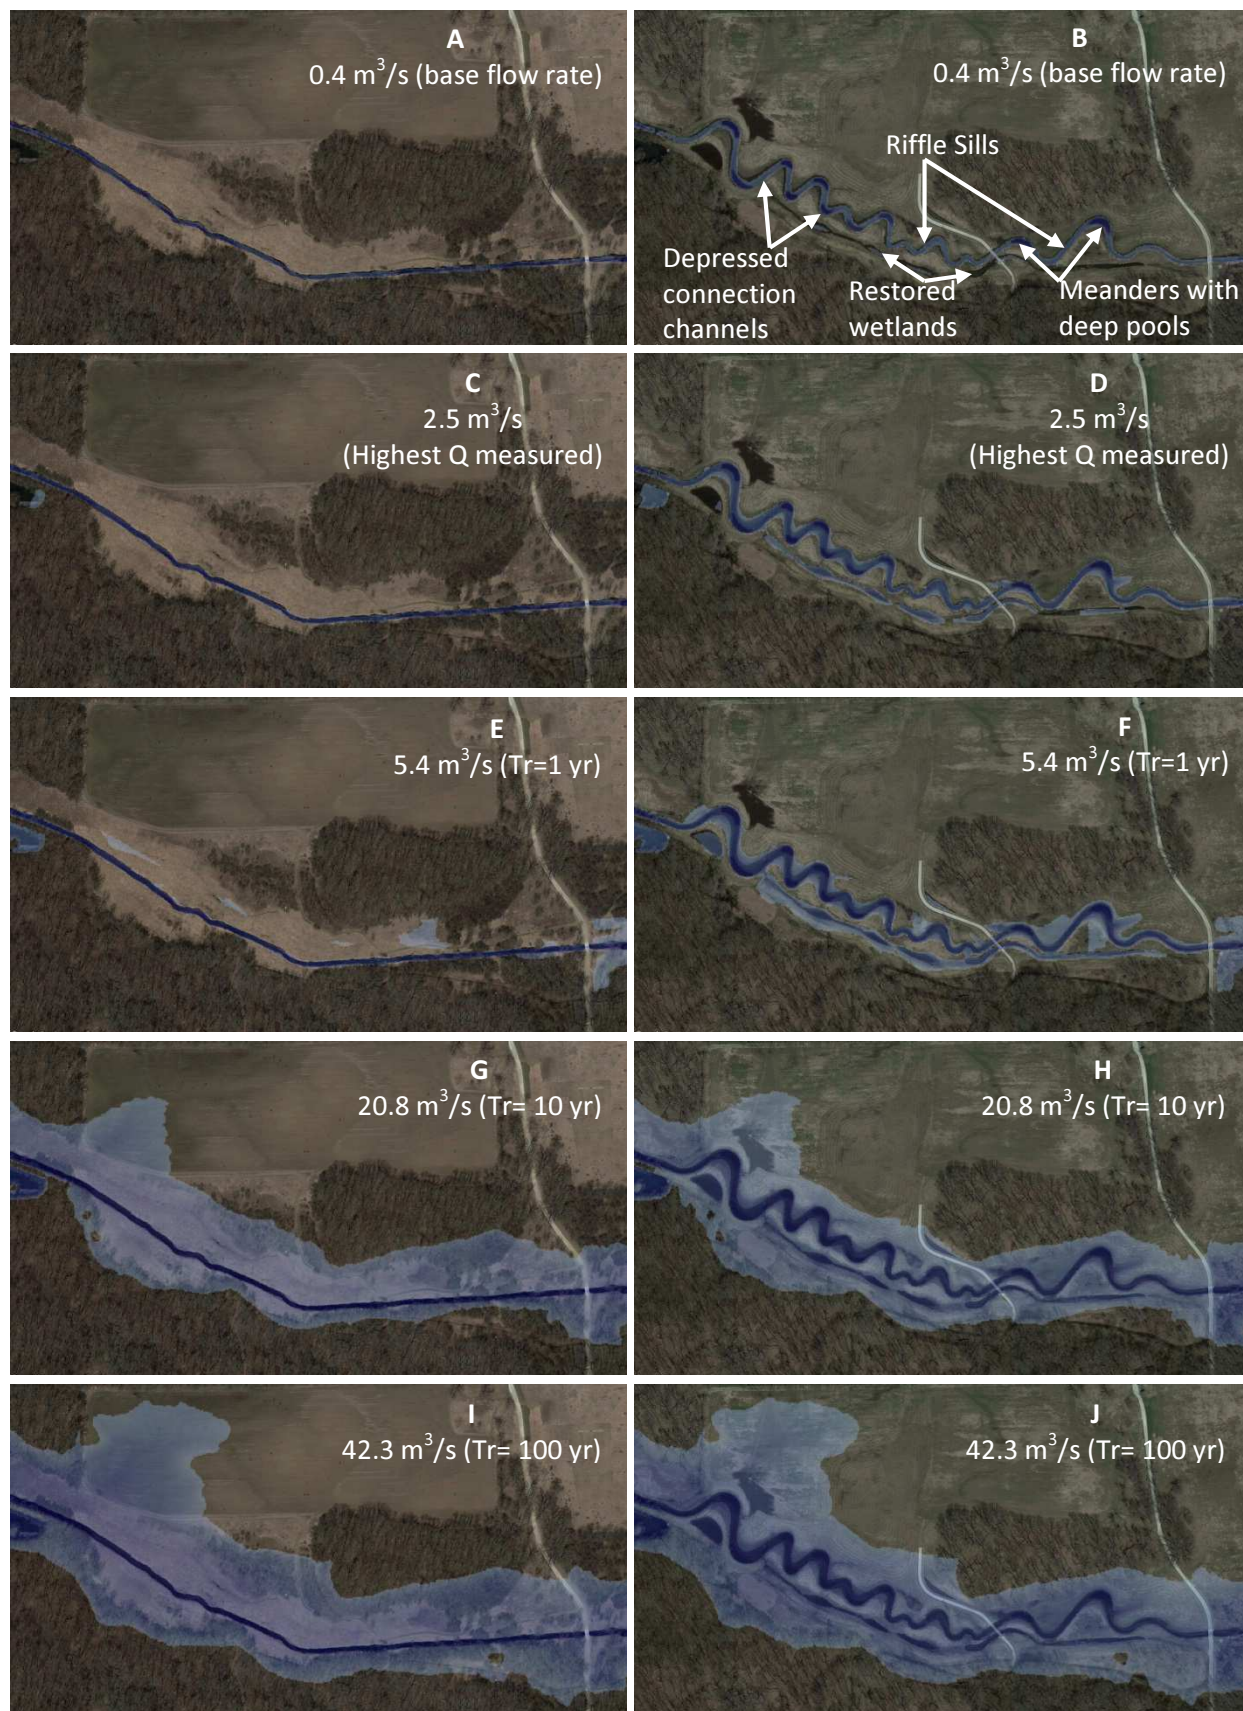 A
0.4 m³/s (base flow rate)
B
0.4 m³/s (base flow rate)
Riffle Sills
Depressed
connection
channels
Restored
wetlands
Meanders with
deep pools
C
2.5 m³/s
(Highest Q measured)
D
2.5 m³/s
(Highest Q measured)
E
5.4 m³/s (Tr=1 yr)
F
5.4 m³/s (Tr=1 yr)
G
20.8 m³/s (Tr= 10 yr)
H
20.8 m³/s (Tr= 10 yr)
I
42.3 m³/s (Tr= 100 yr)
J
42.3 m³/s (Tr= 100 yr)